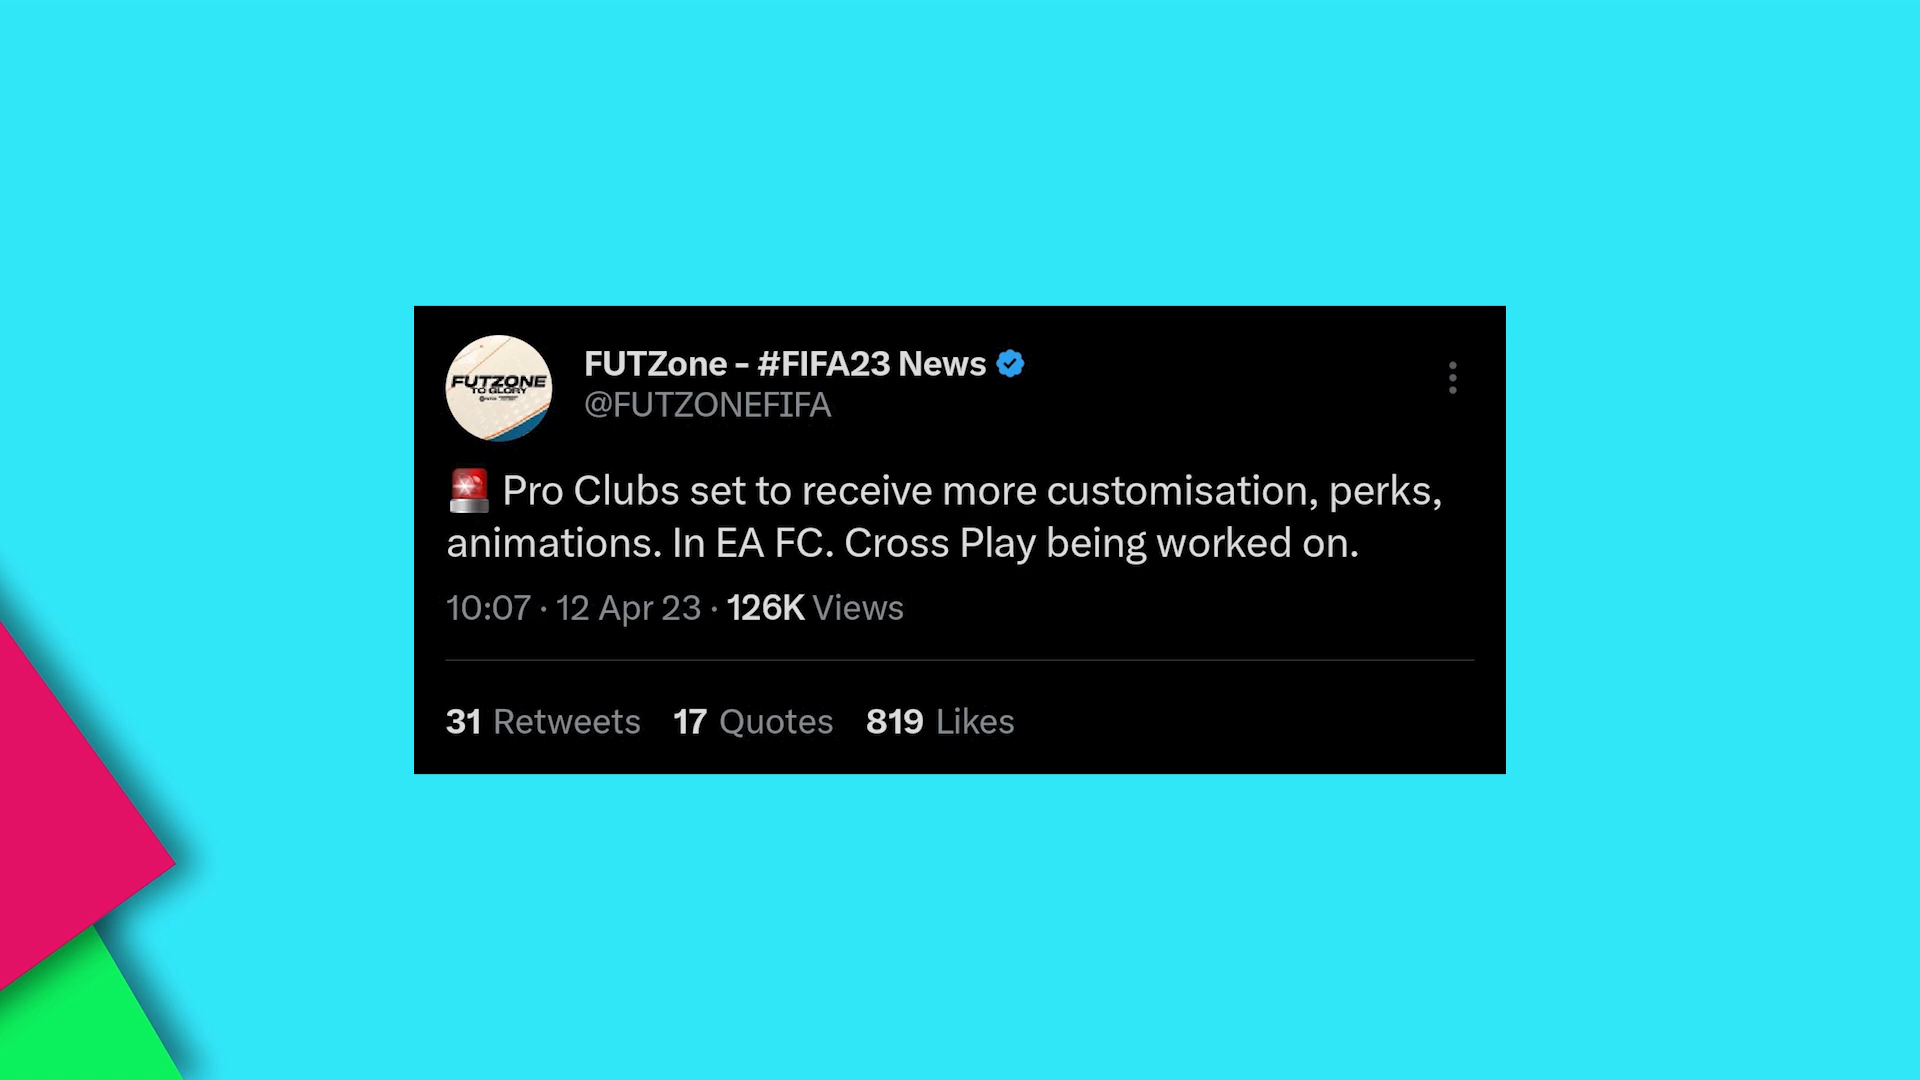 FUTZONE
TO GLORY
FUTZone - #FIFA23 News
@FUTZONEFIFA
🚨 Pro Clubs set to receive more customisation, perks,
animations. In EA FC. Cross Play being worked on.
10:07 · 12 Apr 23 · 126K Views
31 Retweets 17 Quotes 819 Likes